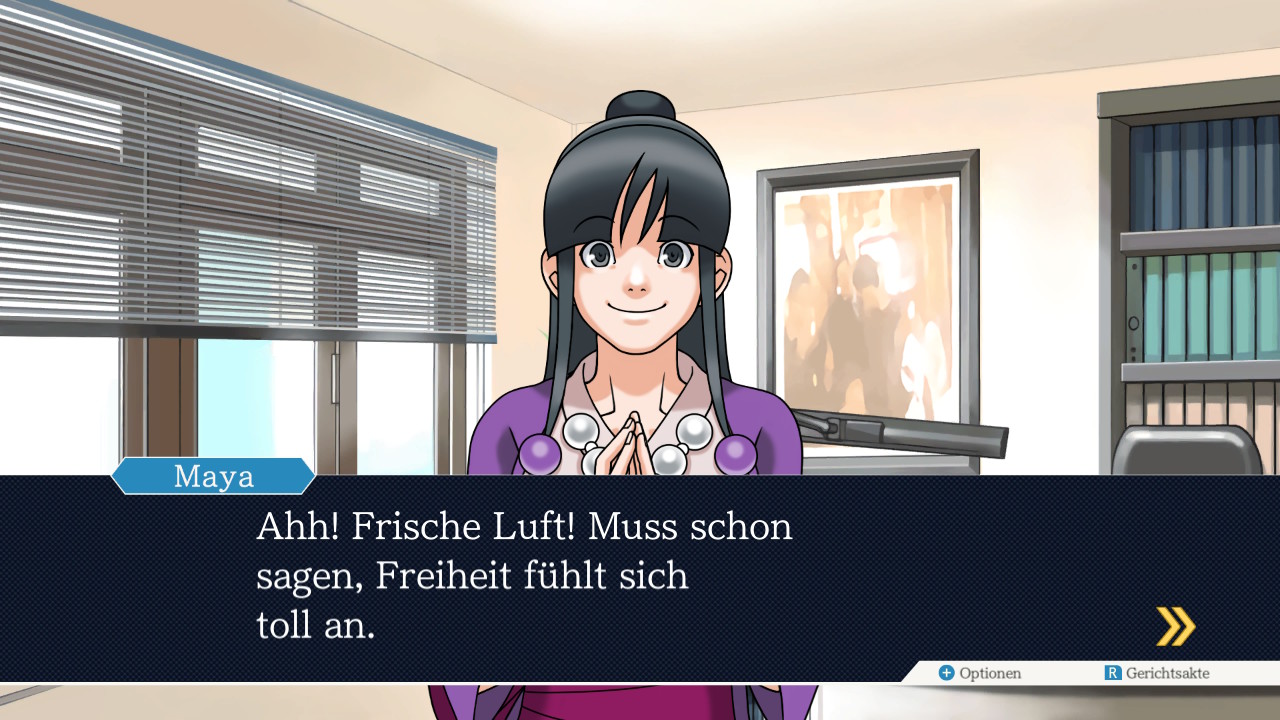 Maya
Ahh! Frische Luft! Muss schon
sagen, Freiheit fühlt sich
toll an.
+ Optionen
R Gerichtsakte